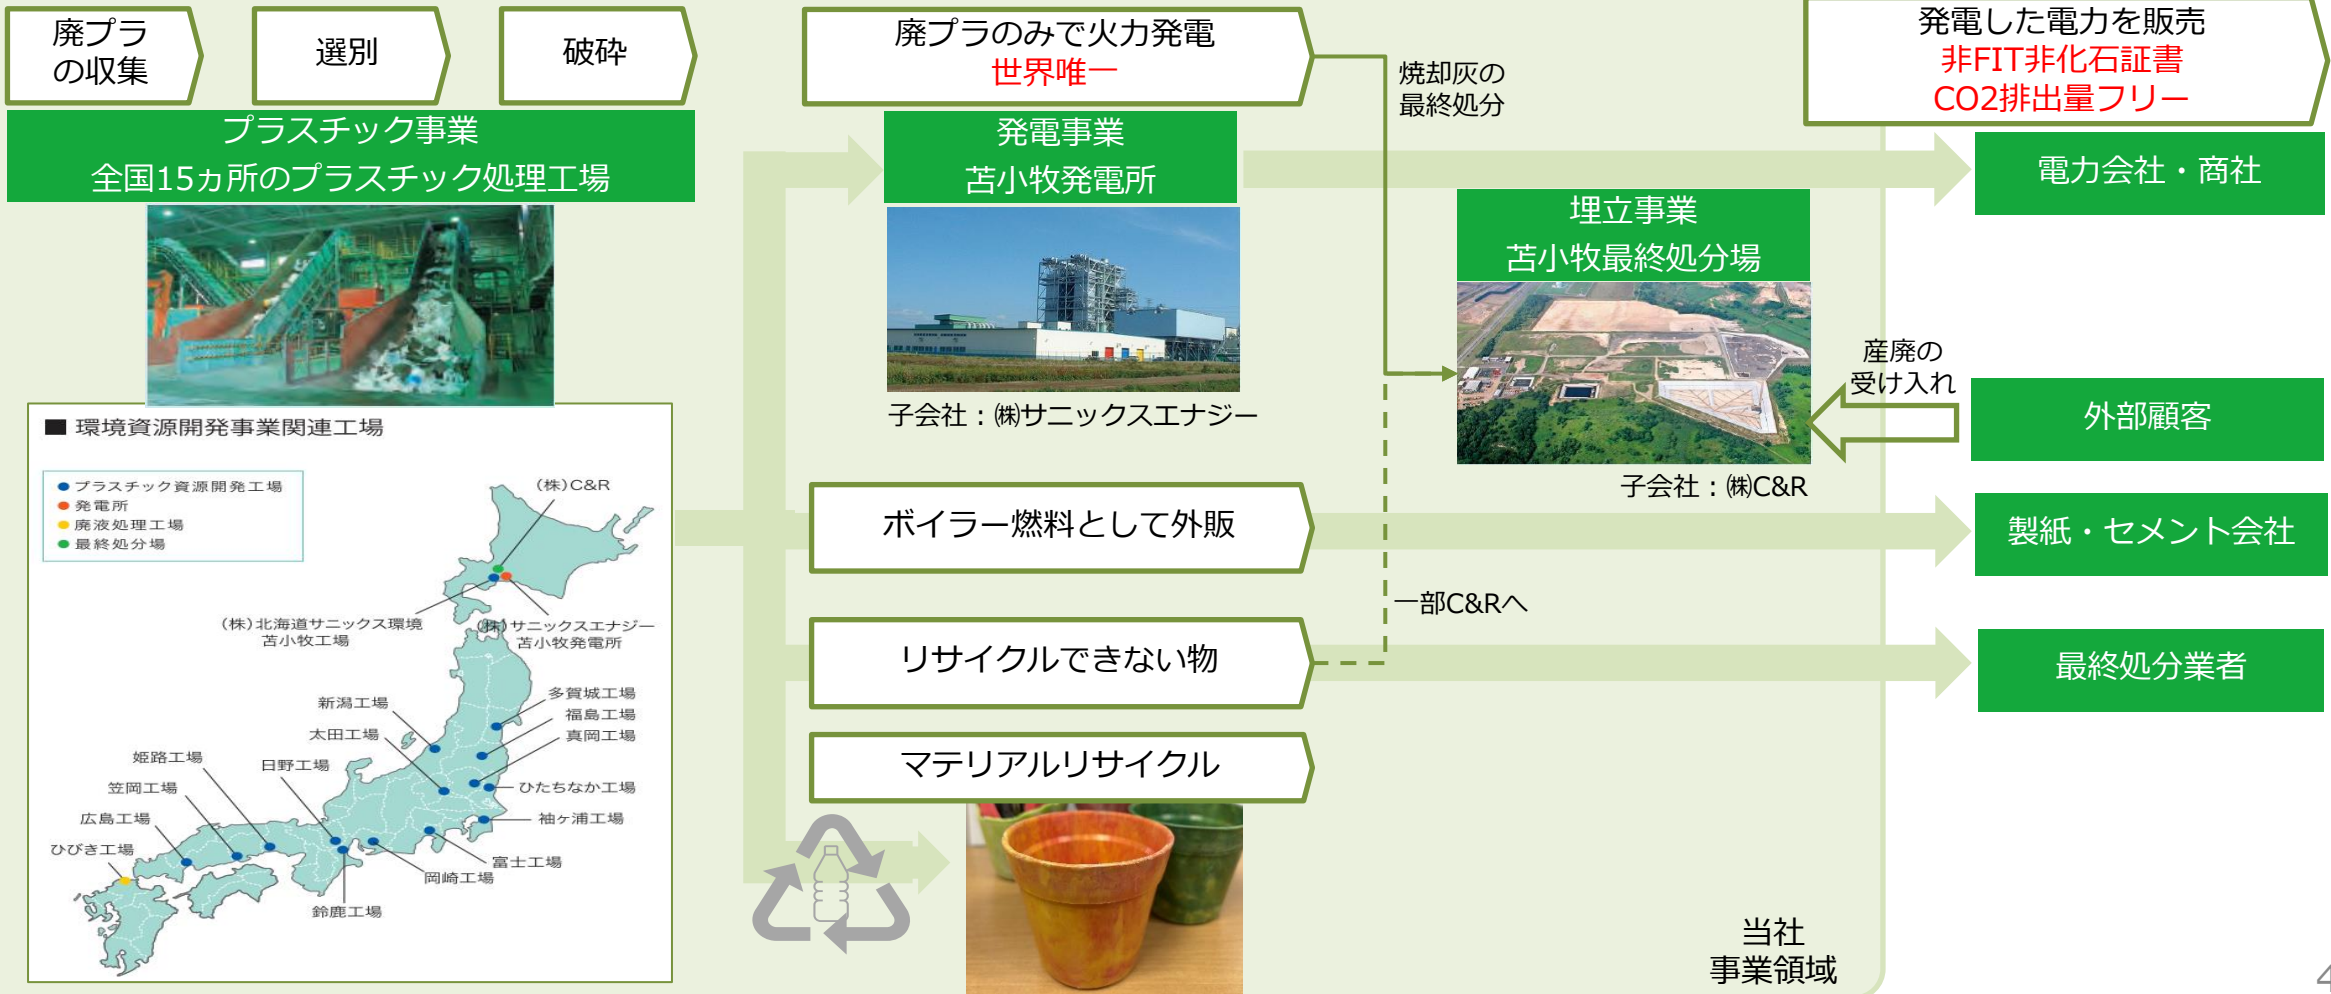 廃プラ
の収集
選別
破砕
プラスチック事業
全国15ヵ所のプラスチック処理工場
廃プラのみで火力発電
世界唯一
発電事業
苫小牧発電所
子会社：㈱サニックスエナジー
焼却灰の
最終処分
埋立事業
苫小牧最終処分場
子会社：㈱C&R
発電した電力を販売
非FIT非化石証書
CO2排出量フリー
電力会社・商社
産廃の
受け入れ
外部顧客
ボイラー燃料として外販
製紙・セメント会社
一部C&Rへ
リサイクルできない物
最終処分業者
マテリアルリサイクル
当社
事業領域
■ 環境資源開発事業関連工場
● プラスチック資源開発工場
● 発電所
● 廃液処理工場
● 最終処分場
(株)C&R
(株)北海道サニックス環境
苫小牧工場
(株)サニックスエナジー
苫小牧発電所
新潟工場
太田工場
多賀城工場
福島工場
真岡工場
ひたちなか工場
袖ヶ浦工場
富士工場
岡崎工場
鈴鹿工場
日野工場
姫路工場
笠岡工場
広島工場
ひびき工場
4